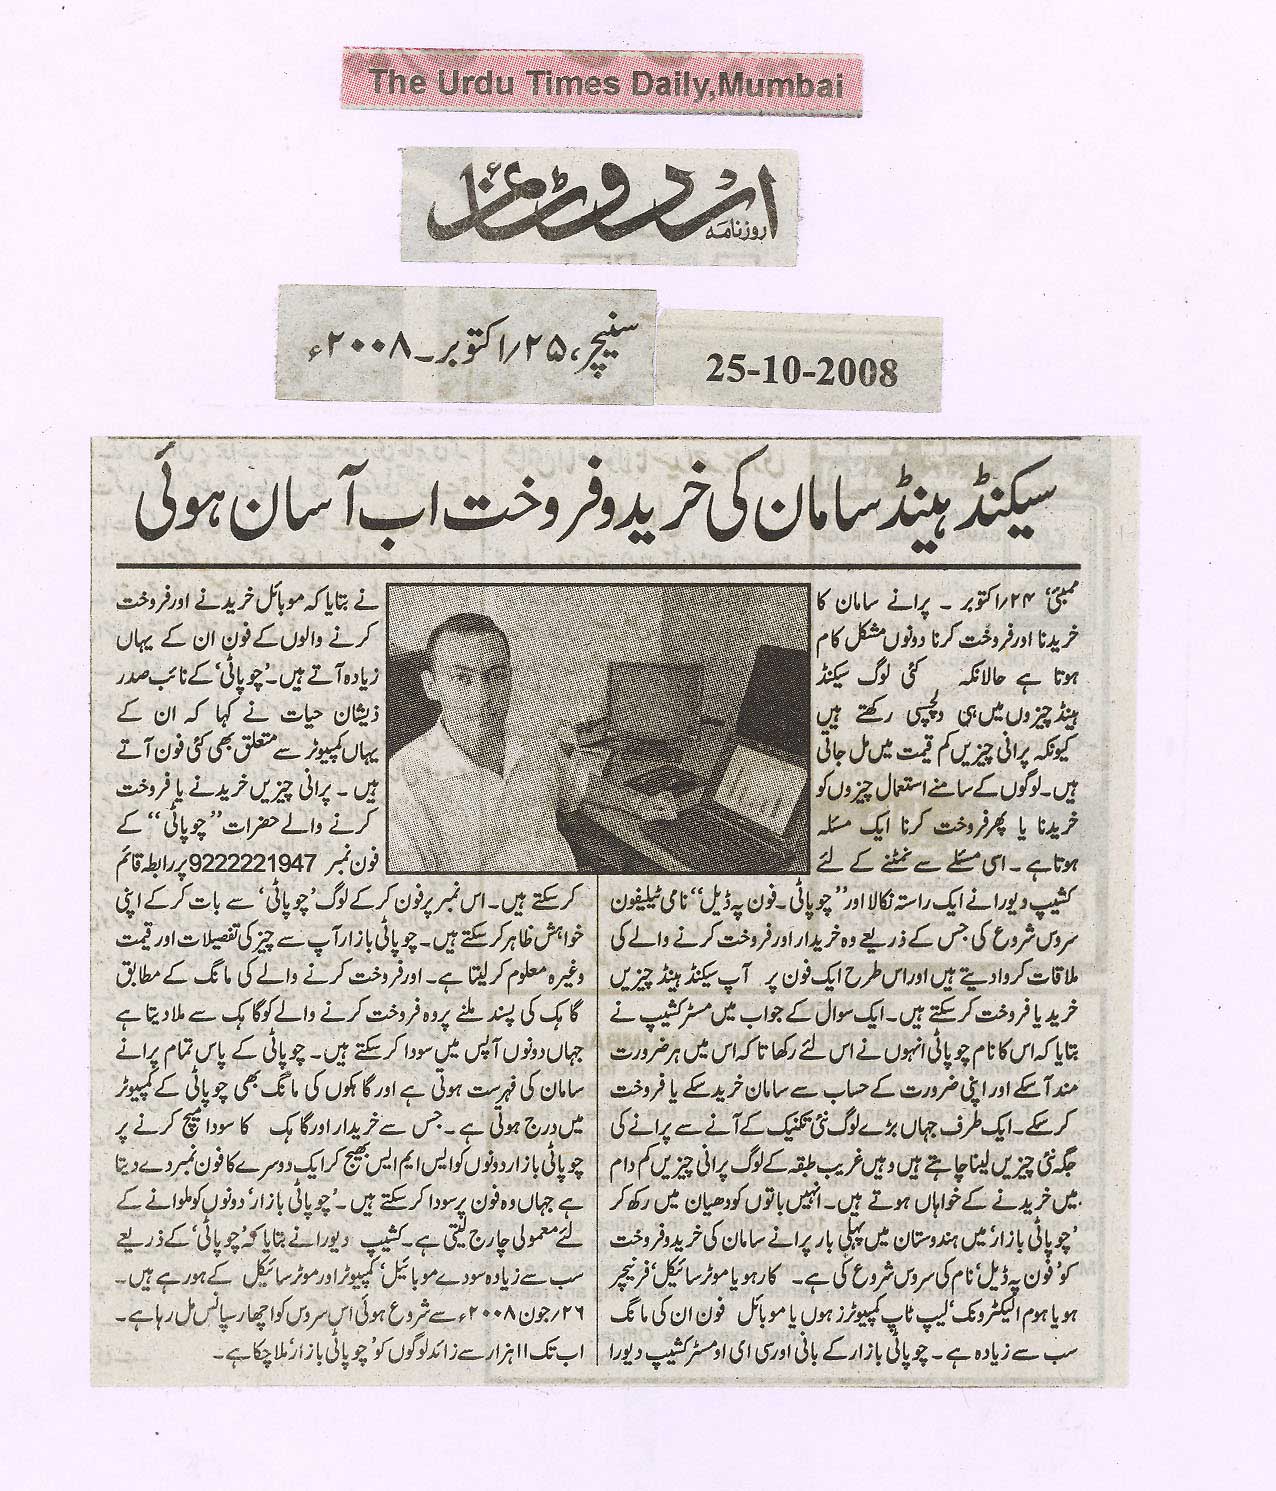 The Urdu Times Daily,Mumbai
اردو ٹائمز
روزنامہ
سنیچر، ۲۵/اکتوبر۔ ۲۰۰۸ء
25-10-2008
سیکنڈ ہینڈ سامان کی خرید و فروخت اب آسان ہوئی
ممبئی، ۲۴/اکتوبر ۔ پرانے سامان کا
خریدنا اور فروخت کرنا دونوں مشکل کام
ہوتا ہے حالانکہ کئی لوگ سیکنڈ
ہینڈ چیزوں میں ہی دلچسپی رکھتے ہیں
کیونکہ پرانی چیزیں کم قیمت میں مل جاتی
ہیں۔ لوگوں کے سامنے استعمال چیزوں کو
خریدنا یا پھر فروخت کرنا ایک مسئلہ
ہوتا ہے ۔ اسی مسئلے سے نمٹنے کے لئے
کشیپ دیورا نے ایک راستہ نکالا اور ”چوپاٹی۔ فون پہ ڈیل“ نامی ٹیلیفون
سروس شروع کی جس کے ذریعے وہ خریدار اور فروخت کرنے والے کی
ملاقات کروا دیتے ہیں اور اس طرح ایک فون پر آپ سیکنڈ ہینڈ چیزیں
خرید یا فروخت کر سکتے ہیں۔ ایک سوال کے جواب میں مسٹر کشیپ نے
بتایا کہ اس کا نام چوپاٹی انہوں نے اس لئے رکھا تاکہ اس میں ہر ضرورت
مند آسکے اور اپنی ضرورت کے حساب سے سامان خرید سکے یا فروخت
کر سکے۔ ایک طرف جہاں بڑے لوگ نئی تکنیک کے آنے سے پرانے کی
جگہ نئی چیزیں لینا چاہتے ہیں وہیں غریب طبقہ کے لوگ پرانی چیزیں کم دام
میں خریدنے کے خواہاں ہوتے ہیں۔ انہیں باتوں کو دھیان میں رکھ کر
’چوپاٹی بازار‘ میں ہندوستان میں پہلی بار پرانے سامان کی خرید و فروخت
کو ’فون پہ ڈیل‘ نام کی سروس شروع کی ہے۔ کار ہو یا موٹر سائیکل، فرنیچر
ہو یا ہوم الیکٹرونک، لیپ ٹاپ کمپیوٹرز ہوں یا موبائل فون ان کی مانگ
سب سے زیادہ ہے۔ چوپاٹی بازار کے بانی اور سی ای او مسٹر کشیپ دیورا
نے بتایا کہ موبائل خریدنے اور فروخت
کرنے والوں کے فون ان کے یہاں
زیادہ آتے ہیں۔ ’چوپاٹی‘ کے نائب صدر
ذیشان حیات نے کہا کہ ان کے
یہاں کمپیوٹر سے متعلق بھی کئی فون آتے
ہیں ۔ پرانی چیزیں خریدنے یا فروخت
کرنے والے حضرات ”چوپاٹی“ کے
فون نمبر 9222221947 پر رابطہ قائم
کر سکتے ہیں۔ اس نمبر پر فون کر کے لوگ ’چوپاٹی‘ سے بات کر کے اپنی
خواہش ظاہر کر سکتے ہیں۔ چوپاٹی بازار آپ سے چیز کی تفصیلات اور قیمت
وغیرہ معلوم کر لیتا ہے۔ اور فروخت کرنے والے کی مانگ کے مطابق
گاہک کی پسند ملنے پر وہ فروخت کرنے والے کو گاہک سے ملا دیتا ہے
جہاں دونوں آپس میں سودا کر سکتے ہیں۔ چوپاٹی کے پاس تمام پرانے
سامان کی فہرست ہوتی ہے اور گاہکوں کی مانگ بھی چوپاٹی کے کمپیوٹر
میں درج ہوتی ہے۔ جس سے خریدار اور گاہک کا سودا میچ کرنے پر
چوپاٹی بازار دونوں کو ایس ایم ایس بھیج کر ایک دوسرے کا فون نمبر دے دیتا
ہے جہاں وہ فون پر سودا کر سکتے ہیں۔ ’چوپاٹی بازار‘ دونوں کو ملوانے کے
لئے معمولی چارج لیتی ہے۔ کشیپ دیورا نے بتایا کہ ’چوپاٹی‘ کے ذریعے
سب سے زیادہ سودے موبائیل، کمپیوٹر اور موٹر سائیکل کے ہو رہے ہیں۔
۲۶/جون ۲۰۰۸ء سے شروع ہوئی اس سروس کو اچھا رسپانس مل رہا ہے۔
اب تک ۱۱ ہزار سے زائد لوگوں کو ’چوپاٹی بازار‘ ملا چکا ہے۔